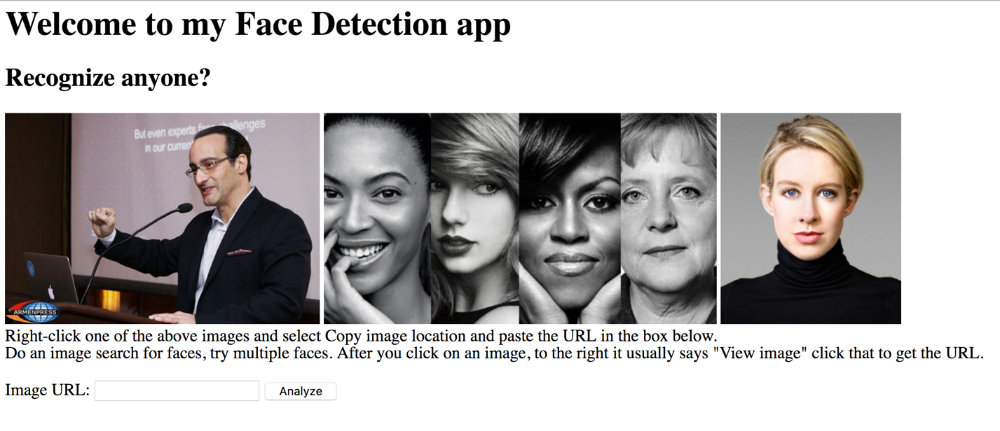 Welcome to my Face Detection app
Recognize anyone?
But even experts challenges
in our current
ARMENPRESS
Right-click one of the above images and select Copy image location and paste the URL in the box below.
Do an image search for faces, try multiple faces. After you click on an image, to the right it usually says "View image" click that to get the URL.
Image URL:
Analyze